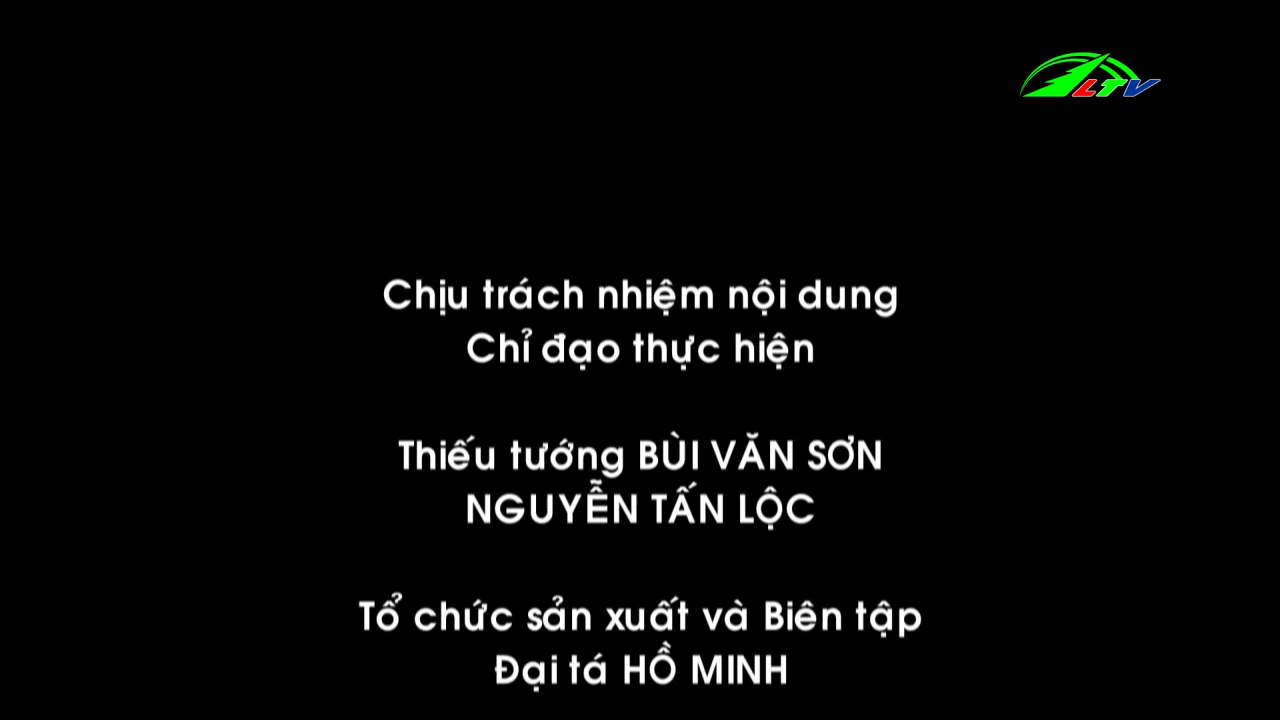 LTV
Chịu trách nhiệm nội dung
Chỉ đạo thực hiện
Thiếu tướng BÙI VĂN SƠN
NGUYỄN TẤN LỘC
Tổ chức sản xuất và Biên tập
Đại tá HỒ MINH